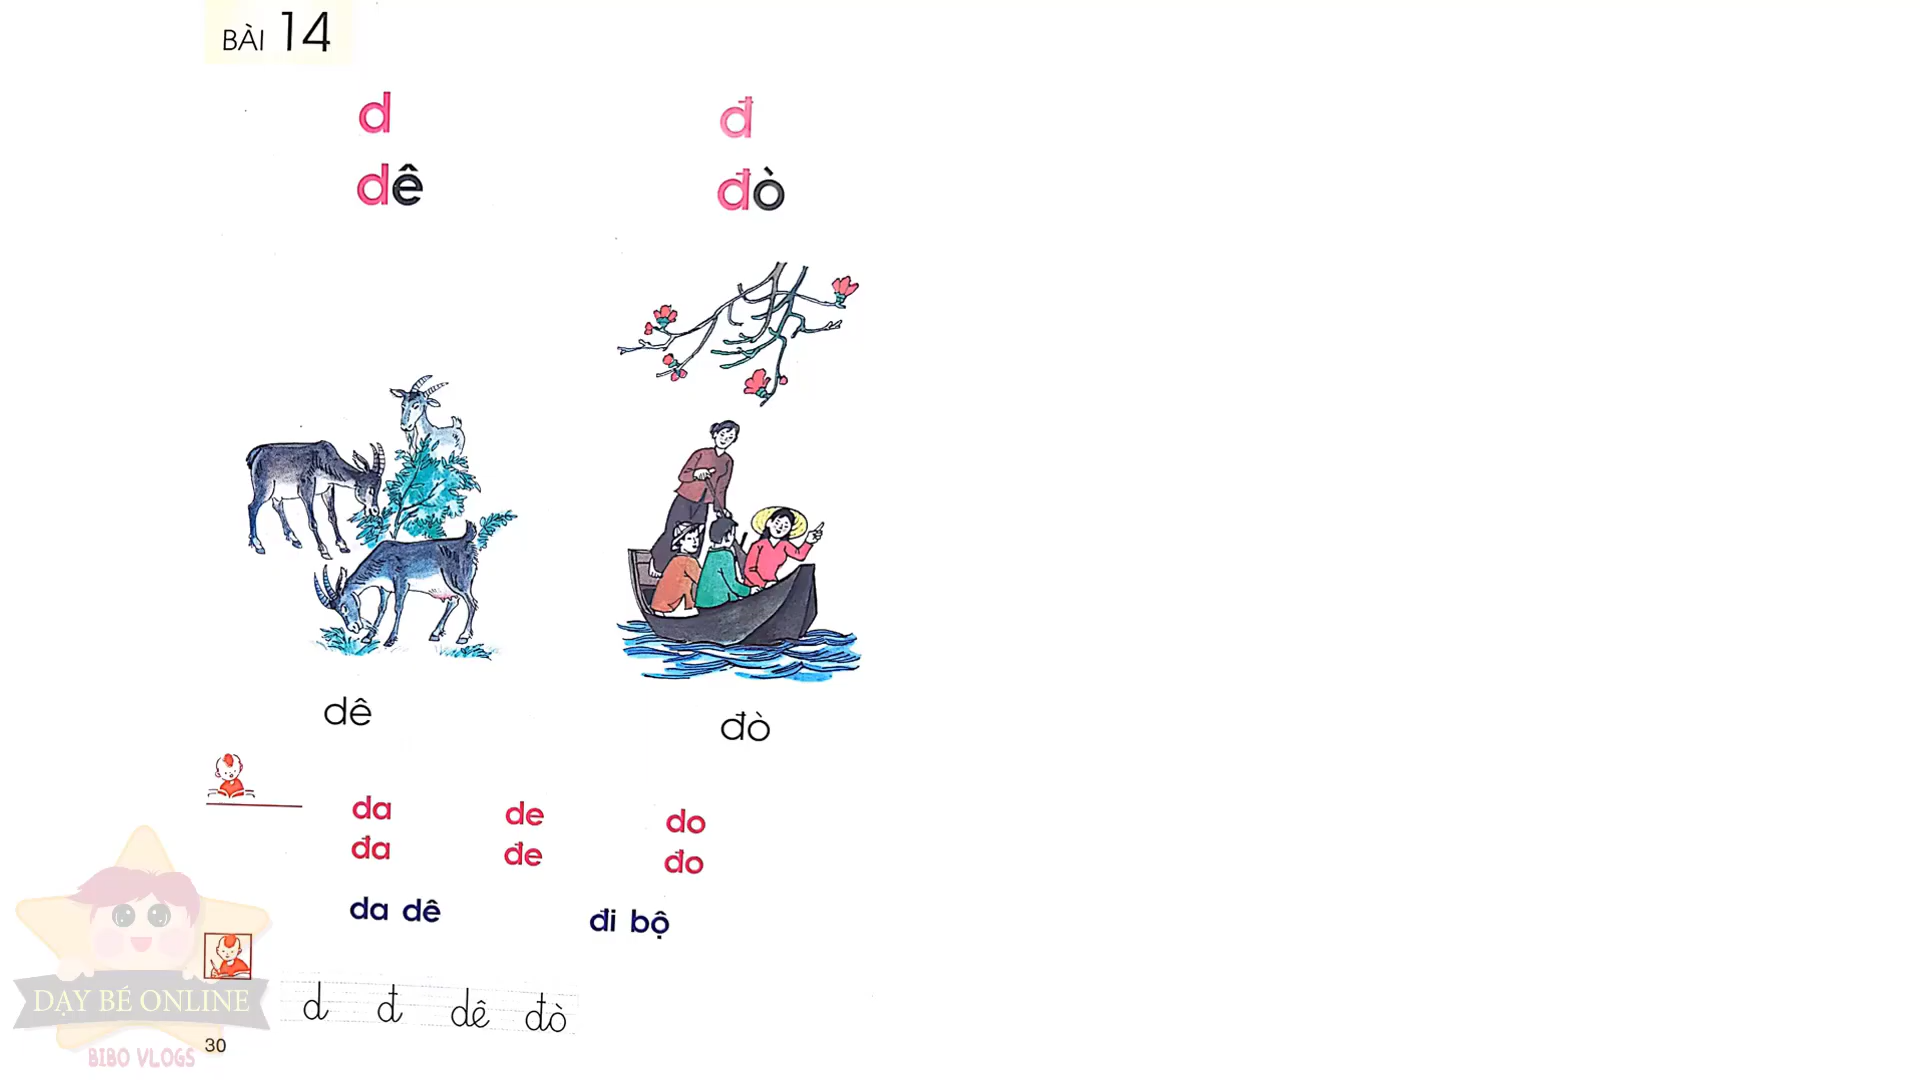 BÀI 14
d đ
dê đò
dê đò
da de do
đa đe đo
da dê đi bộ
d đ dê đò
DẠY BÉ ONLINE
30
BIBO VLOGS